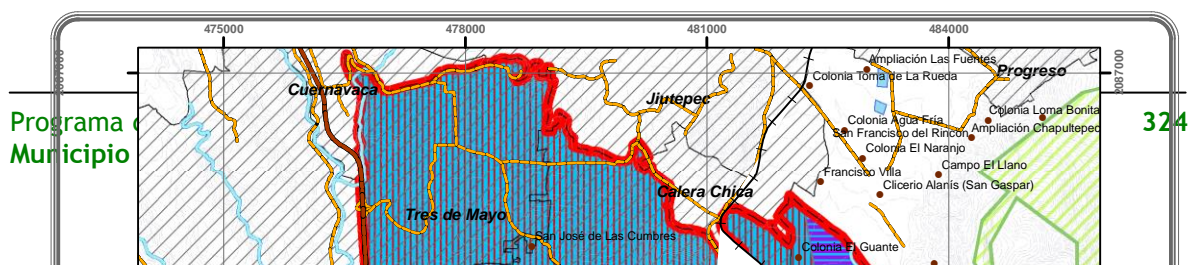 475000
478000
481000
484000
2087000
2087000
Ampliación Las Fuentes
Progreso
Colonia Toma de La Rueda
Cuernavaca
Jiutepec
Colonia Loma Bonita
Programa
324
Colonia Agua Fría
Ampliación Chapultepec
San Francisco del Rincón
Municipio
Colonia El Naranjo
Campo El Llano
Francisco Villa
Clicerio Alanís (San Gaspar)
Calera Chica
Tres de Mayo
San José de Las Cumbres
Colonia El Guante